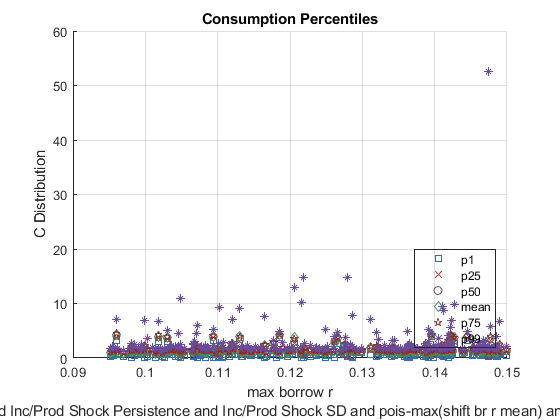 Consumption Percentiles
C Distribution
60
50
40
30
20
10
0
p1
p25
p50
mean
p75
p99
0.09
0.1
0.11
0.12
0.13
0.14
0.15
max borrow r
d Inc/Prod Shock Persistence and Inc/Prod Shock SD and pois-max(shift br r mean) an